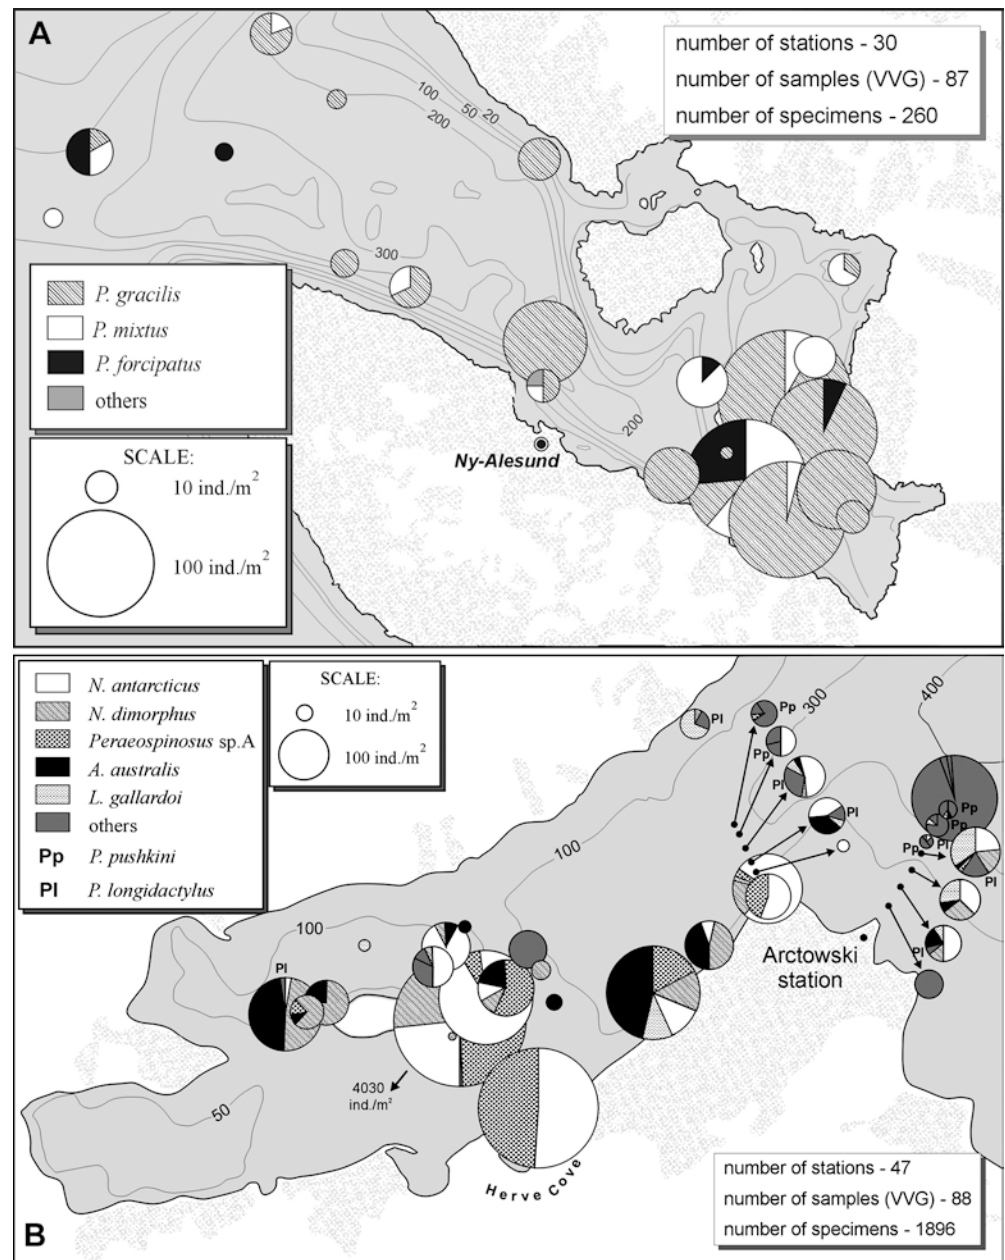 A
number of stations - 30
number of samples (VVG) - 87
number of specimens - 260
100
50
20
200
300
200
P. gracilis
P. mixtus
P. forcipatus
others
SCALE:
10 ind./m²
100 ind./m²
Ny-Alesund
N. antarcticus
N. dimorphus
Peraeospinosus sp.A
A. australis
L. gallardoi
others
Pp P. pushkini
Pl P. longidactylus
SCALE:
10 ind./m²
100 ind./m²
Pl
Pp
300
400
Pp
Pl
Pl
Pp
Pp
Pp
Pl
Pl
Pl
100
100
Pl
50
4030
ind./m²
Arctowski
station
Herve Cove
number of stations - 47
number of samples (VVG) - 88
number of specimens - 1896
B